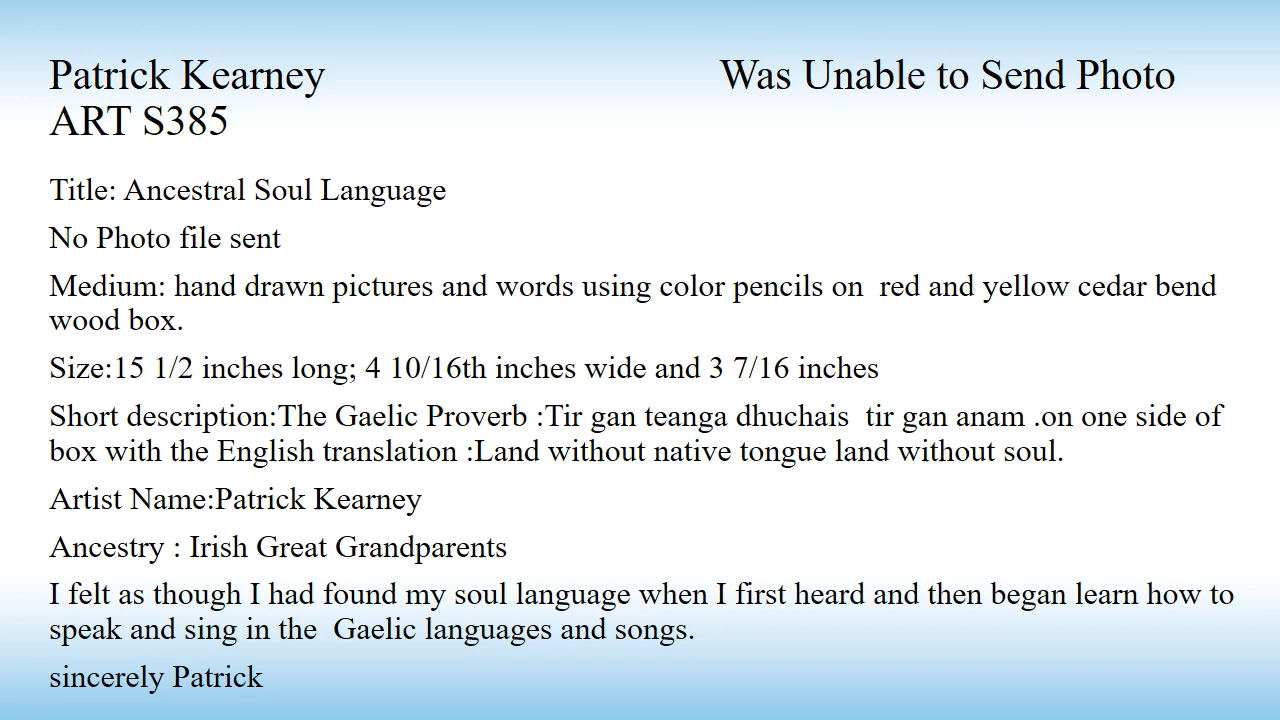 Patrick Kearney
Was Unable to Send Photo
ART S385
Title: Ancestral Soul Language
No Photo file sent
Medium: hand drawn pictures and words using color pencils on  red and yellow cedar bend
wood box.
Size:15 1/2 inches long; 4 10/16th inches wide and 3 7/16 inches
Short description:The Gaelic Proverb :Tir gan teanga dhuchais  tir gan anam .on one side of
box with the English translation :Land without native tongue land without soul.
Artist Name:Patrick Kearney
Ancestry : Irish Great Grandparents
I felt as though I had found my soul language when I first heard and then began learn how to
speak and sing in the  Gaelic languages and songs.
sincerely Patrick